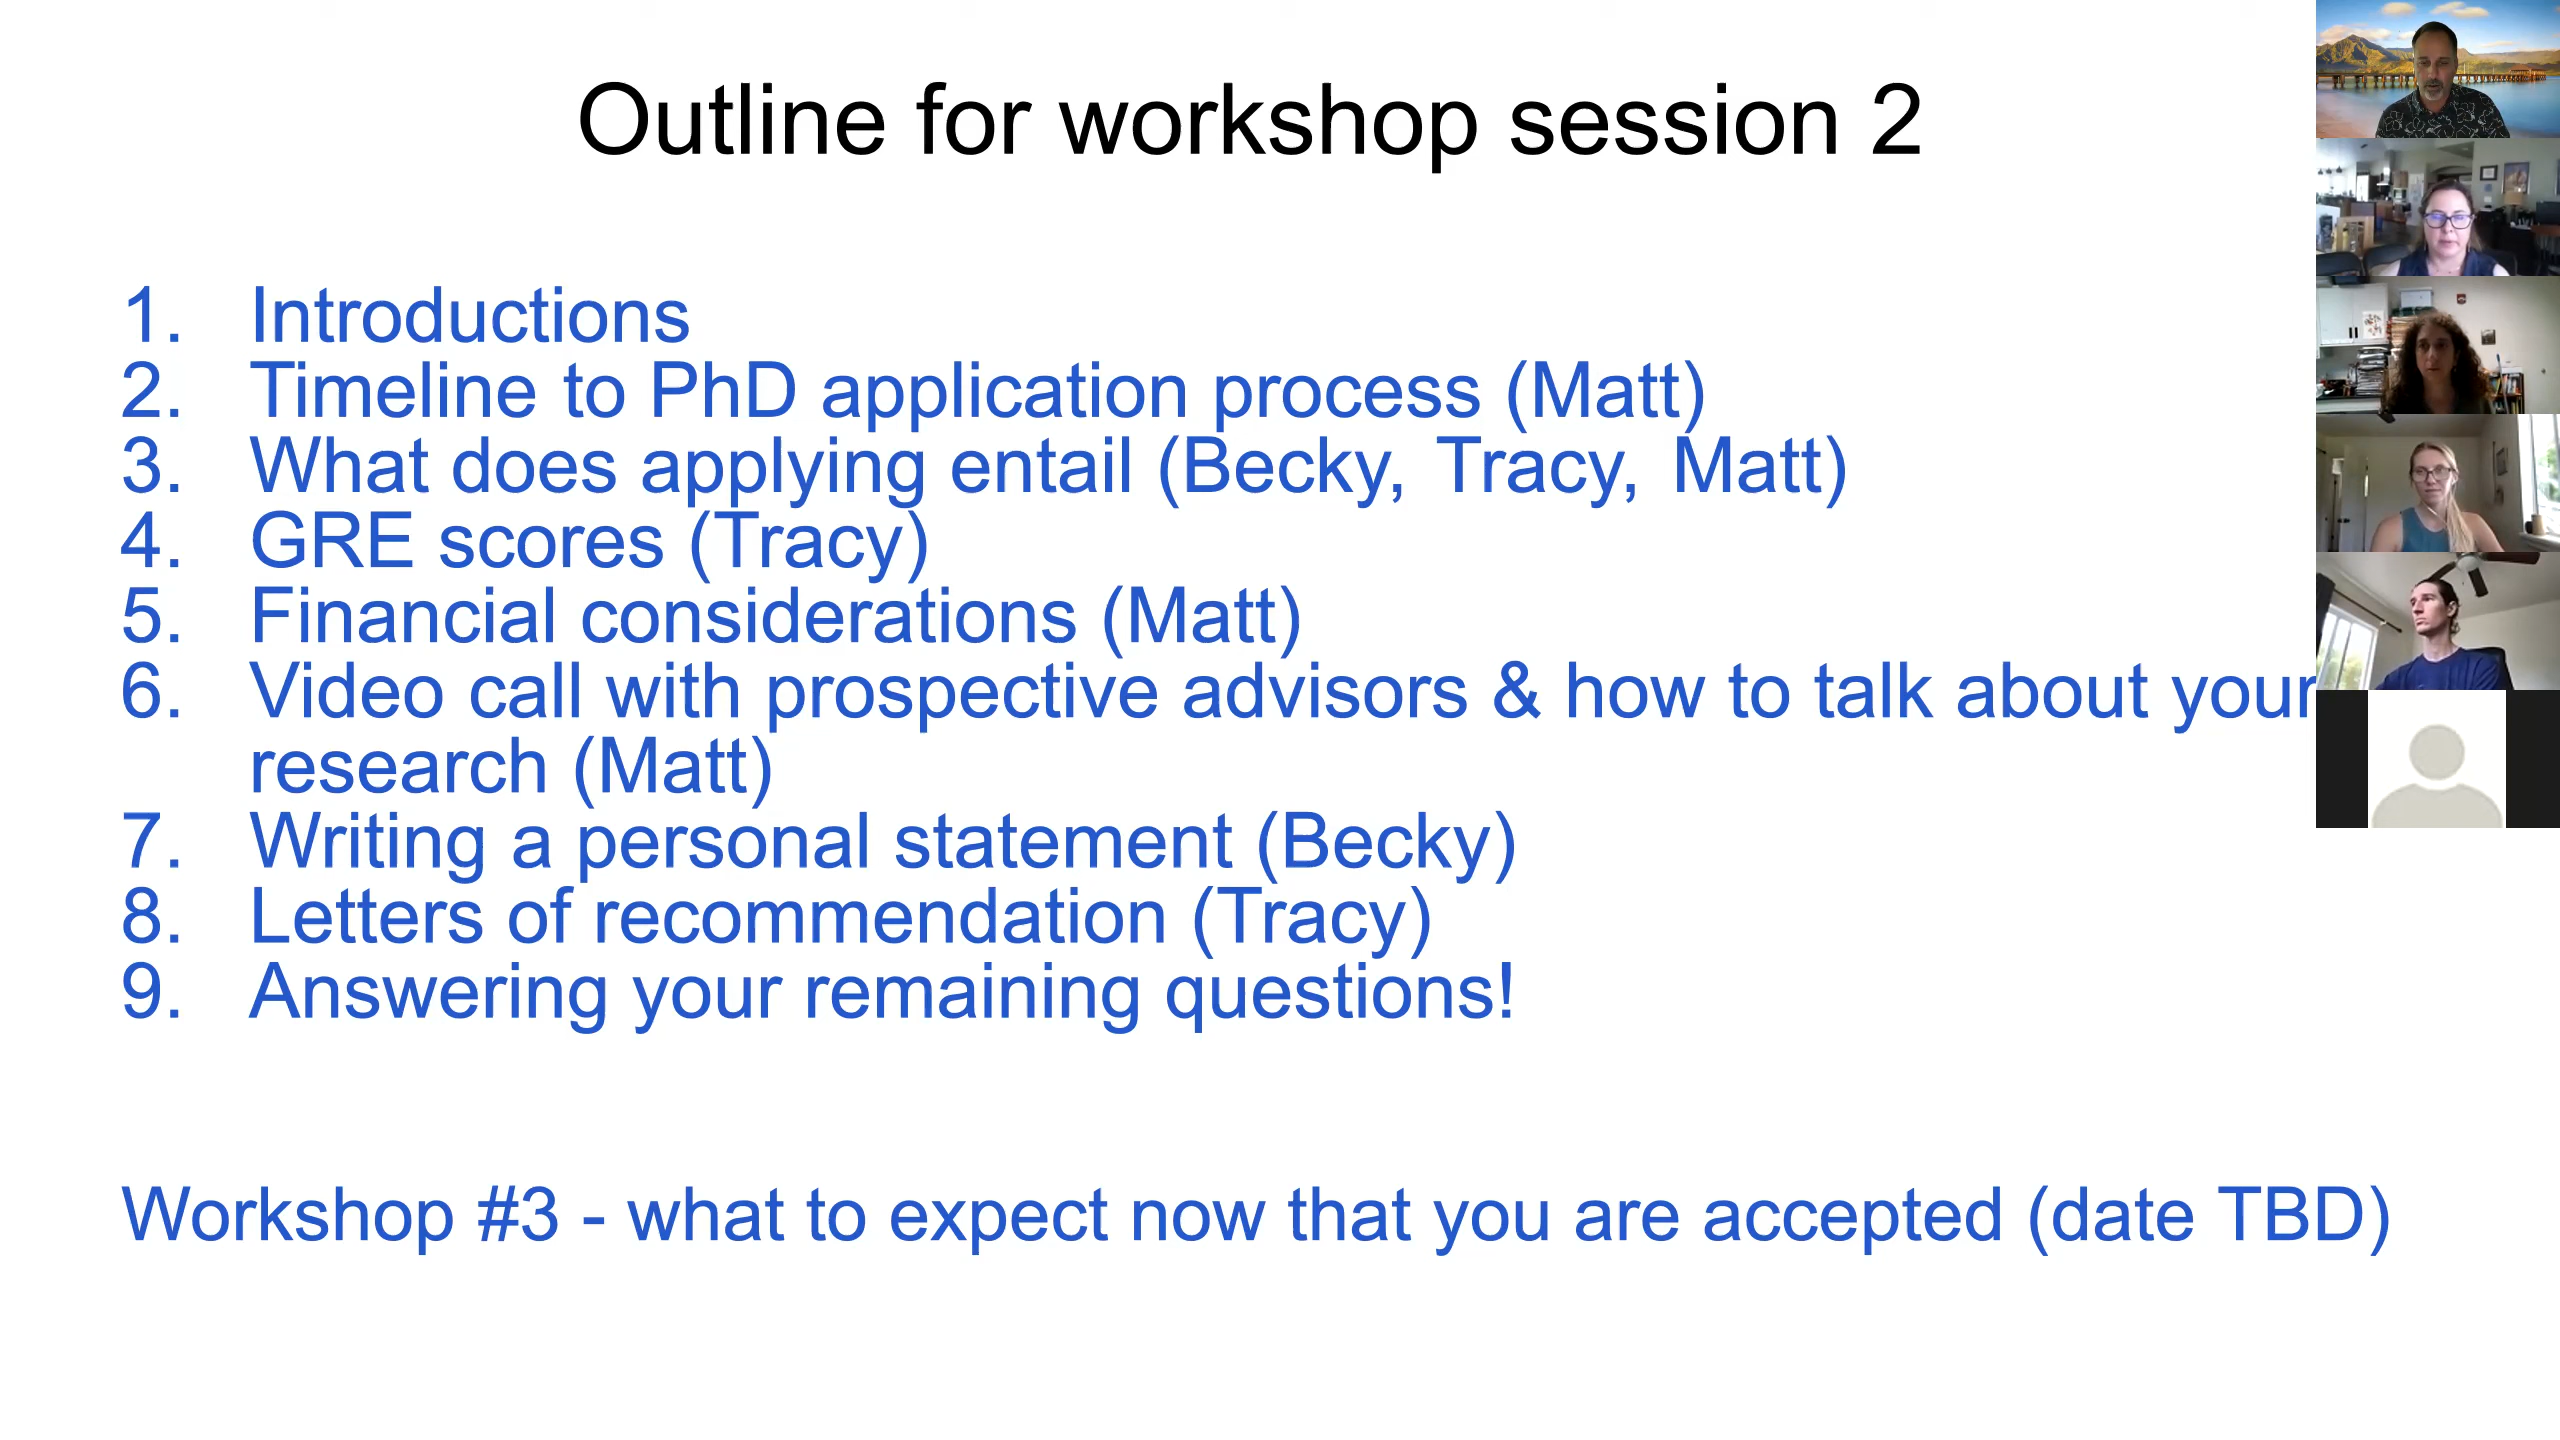 Outline for workshop session 2
1. Introductions
2. Timeline to PhD application process (Matt)
3. What does applying entail (Becky, Tracy, Matt)
4. GRE scores (Tracy)
5. Financial considerations (Matt)
6. Video call with prospective advisors & how to talk about your
research (Matt)
7. Writing a personal statement (Becky)
8. Letters of recommendation (Tracy)
9. Answering your remaining questions!
Workshop #3 - what to expect now that you are accepted (date TBD)